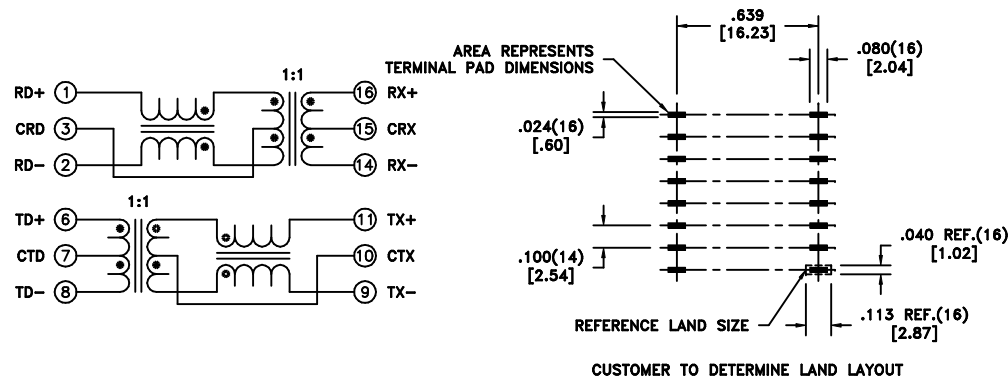 1:1
RD+ 1
CRD 3
RD- 2
16 RX+
15 CRX
14 RX-
1:1
TD+ 6
CTD 7
TD- 8
11 TX+
10 CTX
9 TX-
.639
[16.23]
AREA REPRESENTS
TERMINAL PAD DIMENSIONS
.080(16)
[2.04]
.024(16)
[.60]
.100(14)
[2.54]
.040 REF.(16)
[1.02]
REFERENCE LAND SIZE
.113 REF.(16)
[2.87]
CUSTOMER TO DETERMINE LAND LAYOUT